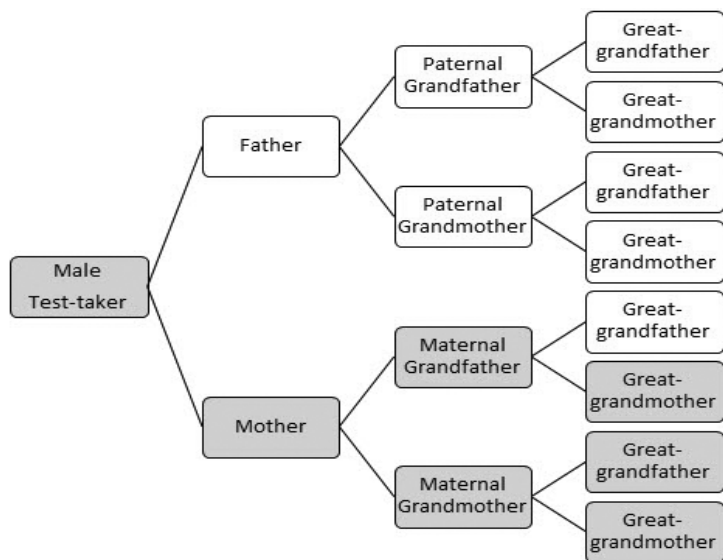 Male
Test-taker
Father
Mother
Paternal
Grandfather
Paternal
Grandmother
Maternal
Grandfather
Maternal
Grandmother
Great-
grandfather
Great-
grandmother
Great-
grandfather
Great-
grandmother
Great-
grandfather
Great-
grandmother
Great-
grandfather
Great-
grandmother